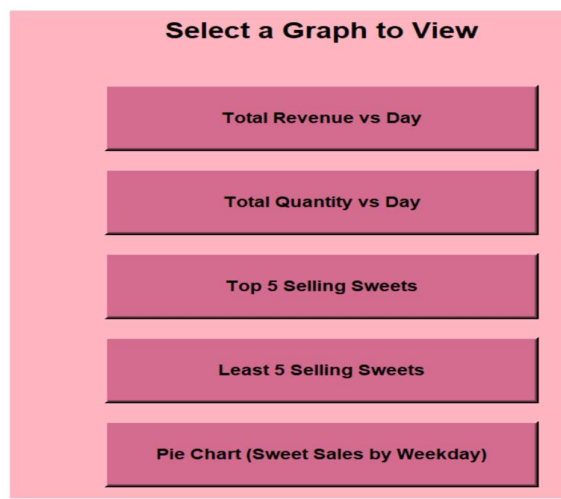 Select a Graph to View
Total Revenue vs Day
Total Quantity vs Day
Top 5 Selling Sweets
Least 5 Selling Sweets
Pie Chart (Sweet Sales by Weekday)